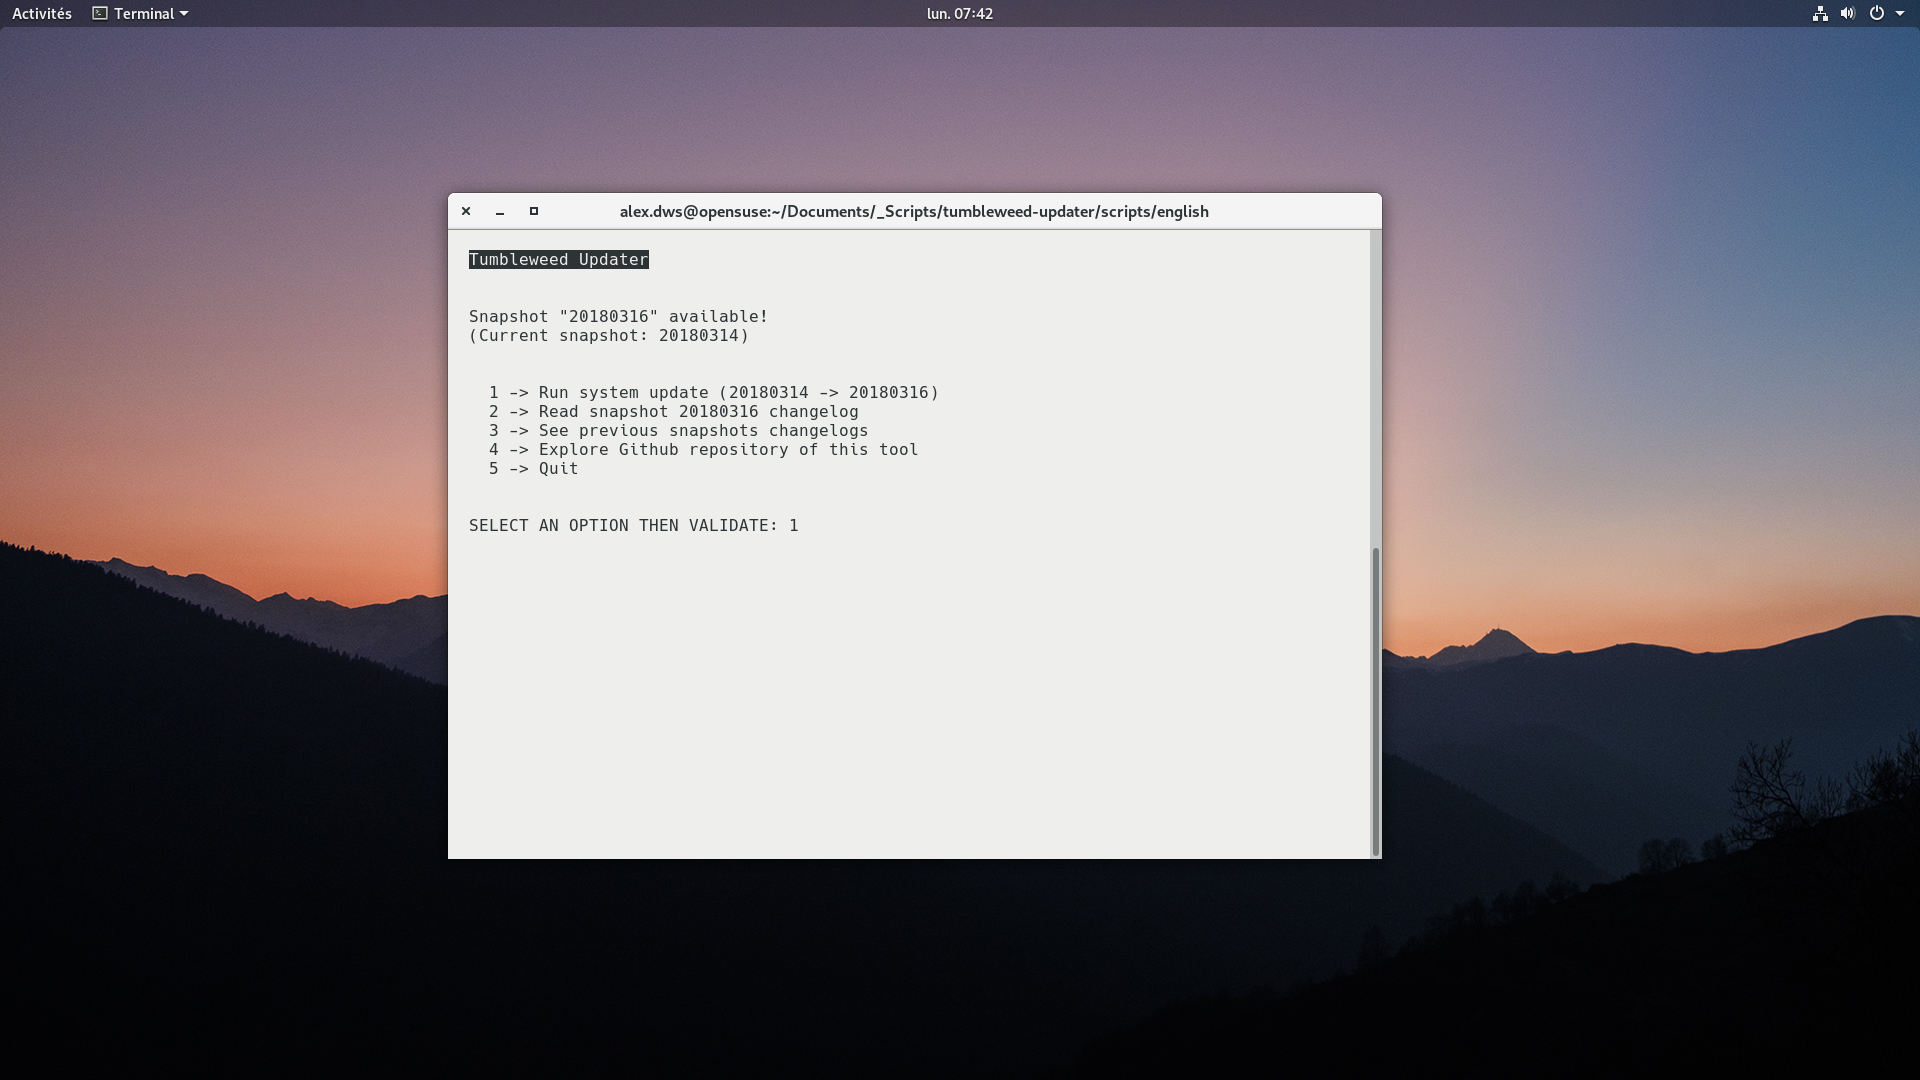 Activités
Terminal
lun. 07:42
alex.dws@opensuse:~/Documents/_Scripts/tumbleweed-updater/scripts/english
Tumbleweed Updater
Snapshot "20180316" available!
(Current snapshot: 20180314)
1 -> Run system update (20180314 -> 20180316)
2 -> Read snapshot 20180316 changelog
3 -> See previous snapshots changelogs
4 -> Explore Github repository of this tool
5 -> Quit
SELECT AN OPTION THEN VALIDATE: 1